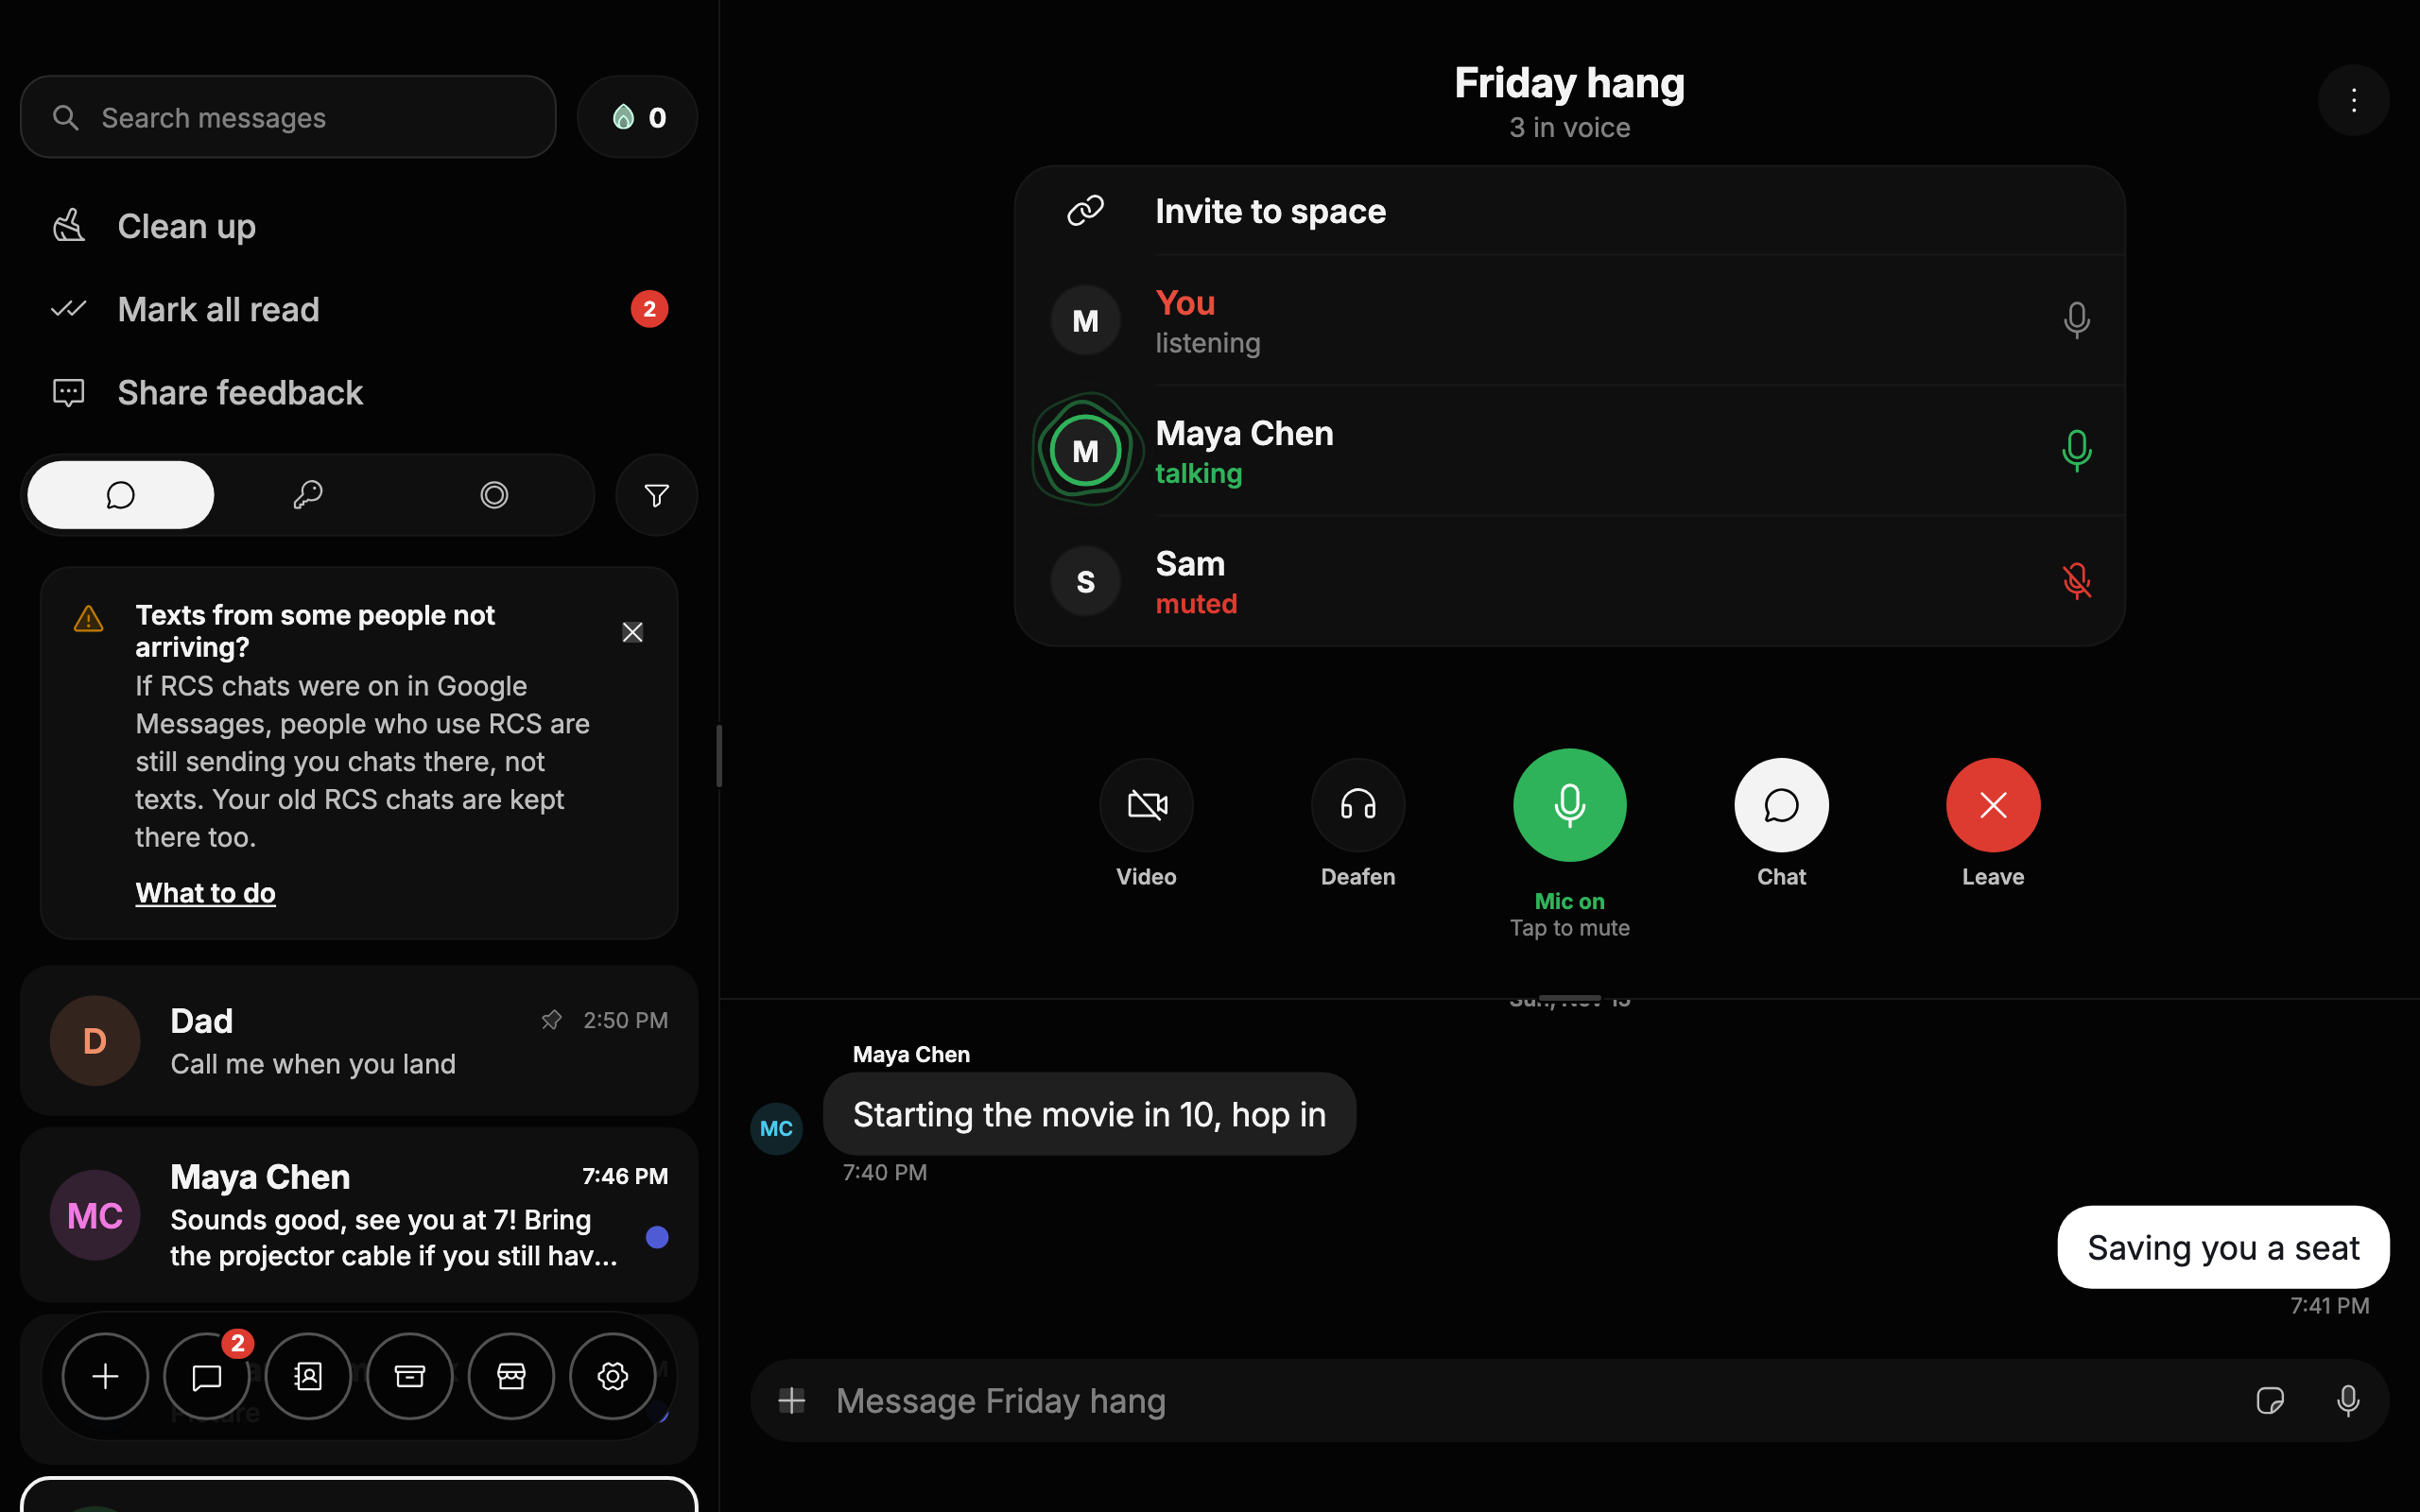 Search messages
0
Clean up
Mark all read
2
Share feedback
Texts from some people not
arriving?
If RCS chats were on in Google
Messages, people who use RCS are
still sending you chats there, not
texts. Your old RCS chats are kept
there too.
What to do
D
Dad
2:50 PM
Call me when you land
MC
Maya Chen
7:46 PM
Sounds good, see you at 7! Bring
the projector cable if you still hav...
2
Friday hang
3 in voice
Invite to space
M
You
listening
M
Maya Chen
talking
S
Sam
muted
Video
Deafen
Mic on
Tap to mute
Chat
Leave
Maya Chen
MC
Starting the movie in 10, hop in
7:40 PM
Saving you a seat
7:41 PM
Message Friday hang